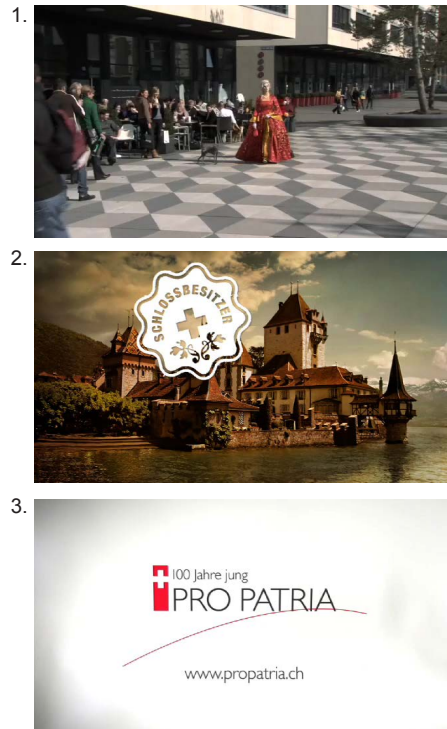 1.
2.
SCHLOSSBESITZER
3.
100 Jahre jung
PRO PATRIA
www.propatria.ch